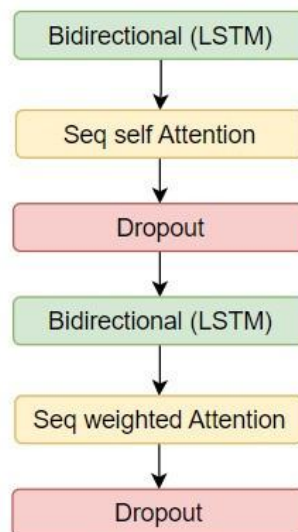 Bidirectional (LSTM)
Seq self Attention
Dropout
Bidirectional (LSTM)
Seq weighted Attention
Dropout